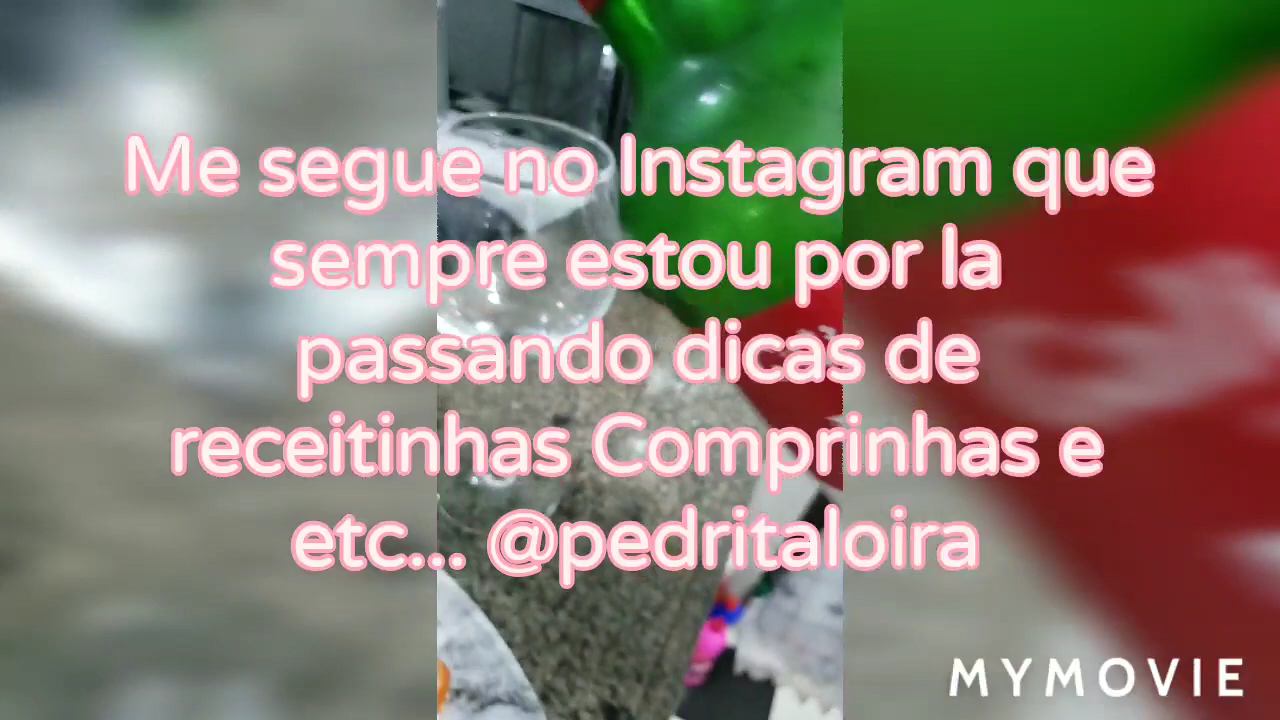 Me segue no Instagram que
sempre estou por la
passando dicas de
receitinhas Comprinhas e
etc... @pedritaloira
MYMOVIE